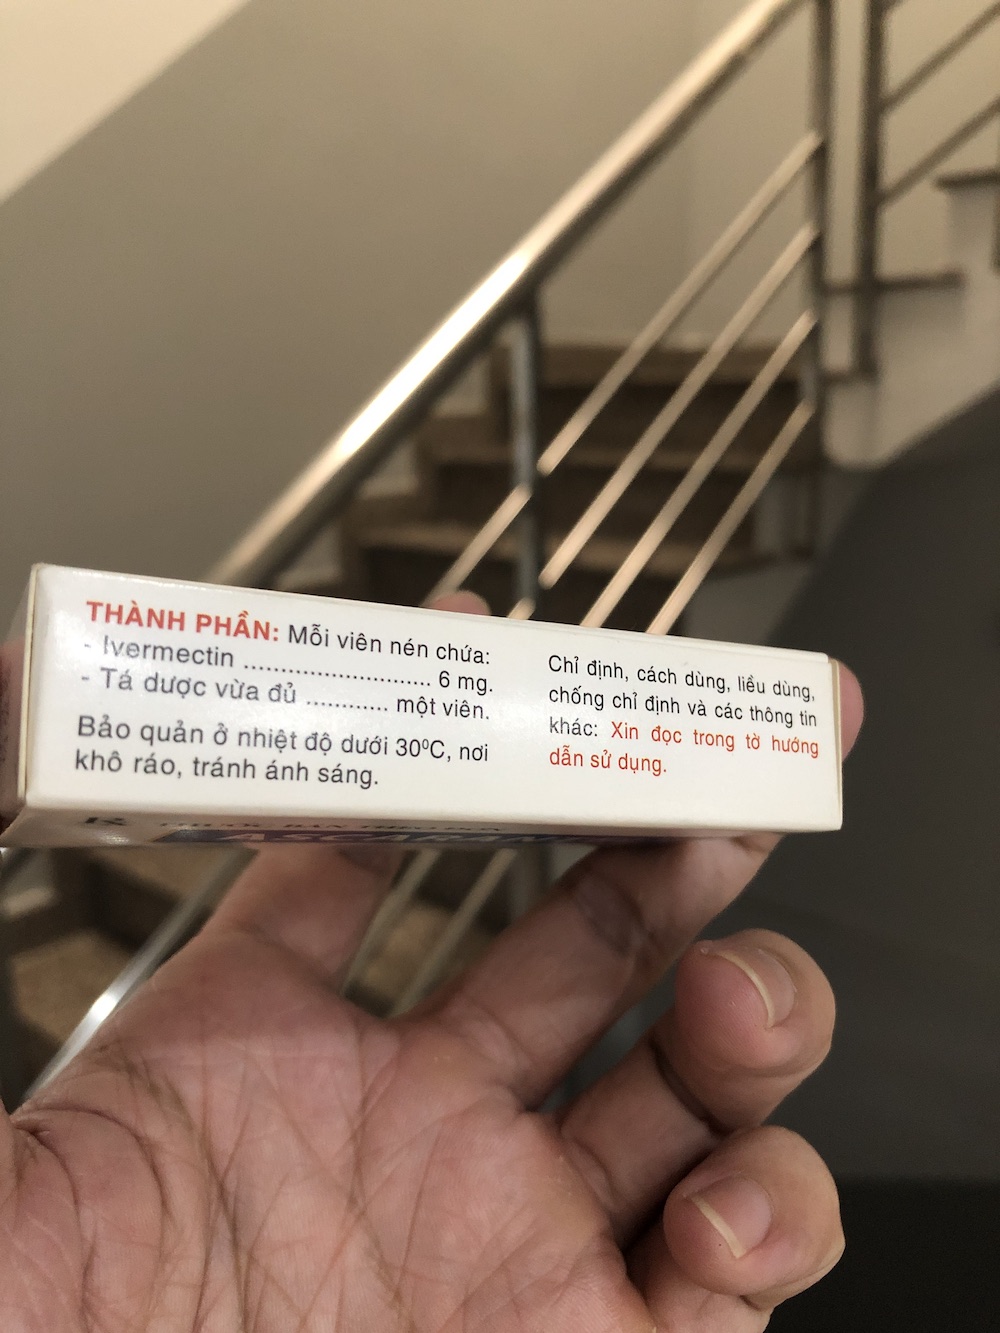 THÀNH PHẦN: Mỗi viên nén chứa:
- Ivermectin ......................... 6 mg.
- Tá dược vừa đủ ............ một viên.
Bảo quản ở nhiệt độ dưới 30⁰C, nơi
khô ráo, tránh ánh sáng.
Chỉ định, cách dùng, liều dùng,
chống chỉ định và các thông tin
khác: Xin đọc trong tờ hướng
dẫn sử dụng.